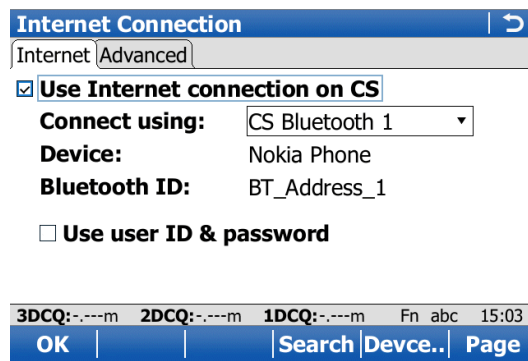 Internet Connection
Internet Advanced
Use Internet connection on CS
Connect using: CS Bluetooth 1
Device: Nokia Phone
Bluetooth ID: BT_Address_1
Use user ID & password
3DCQ:-.---m 2DCQ:-.---m 1DCQ:-.---m Fn abc 15:03
OK Search Devce.. Page